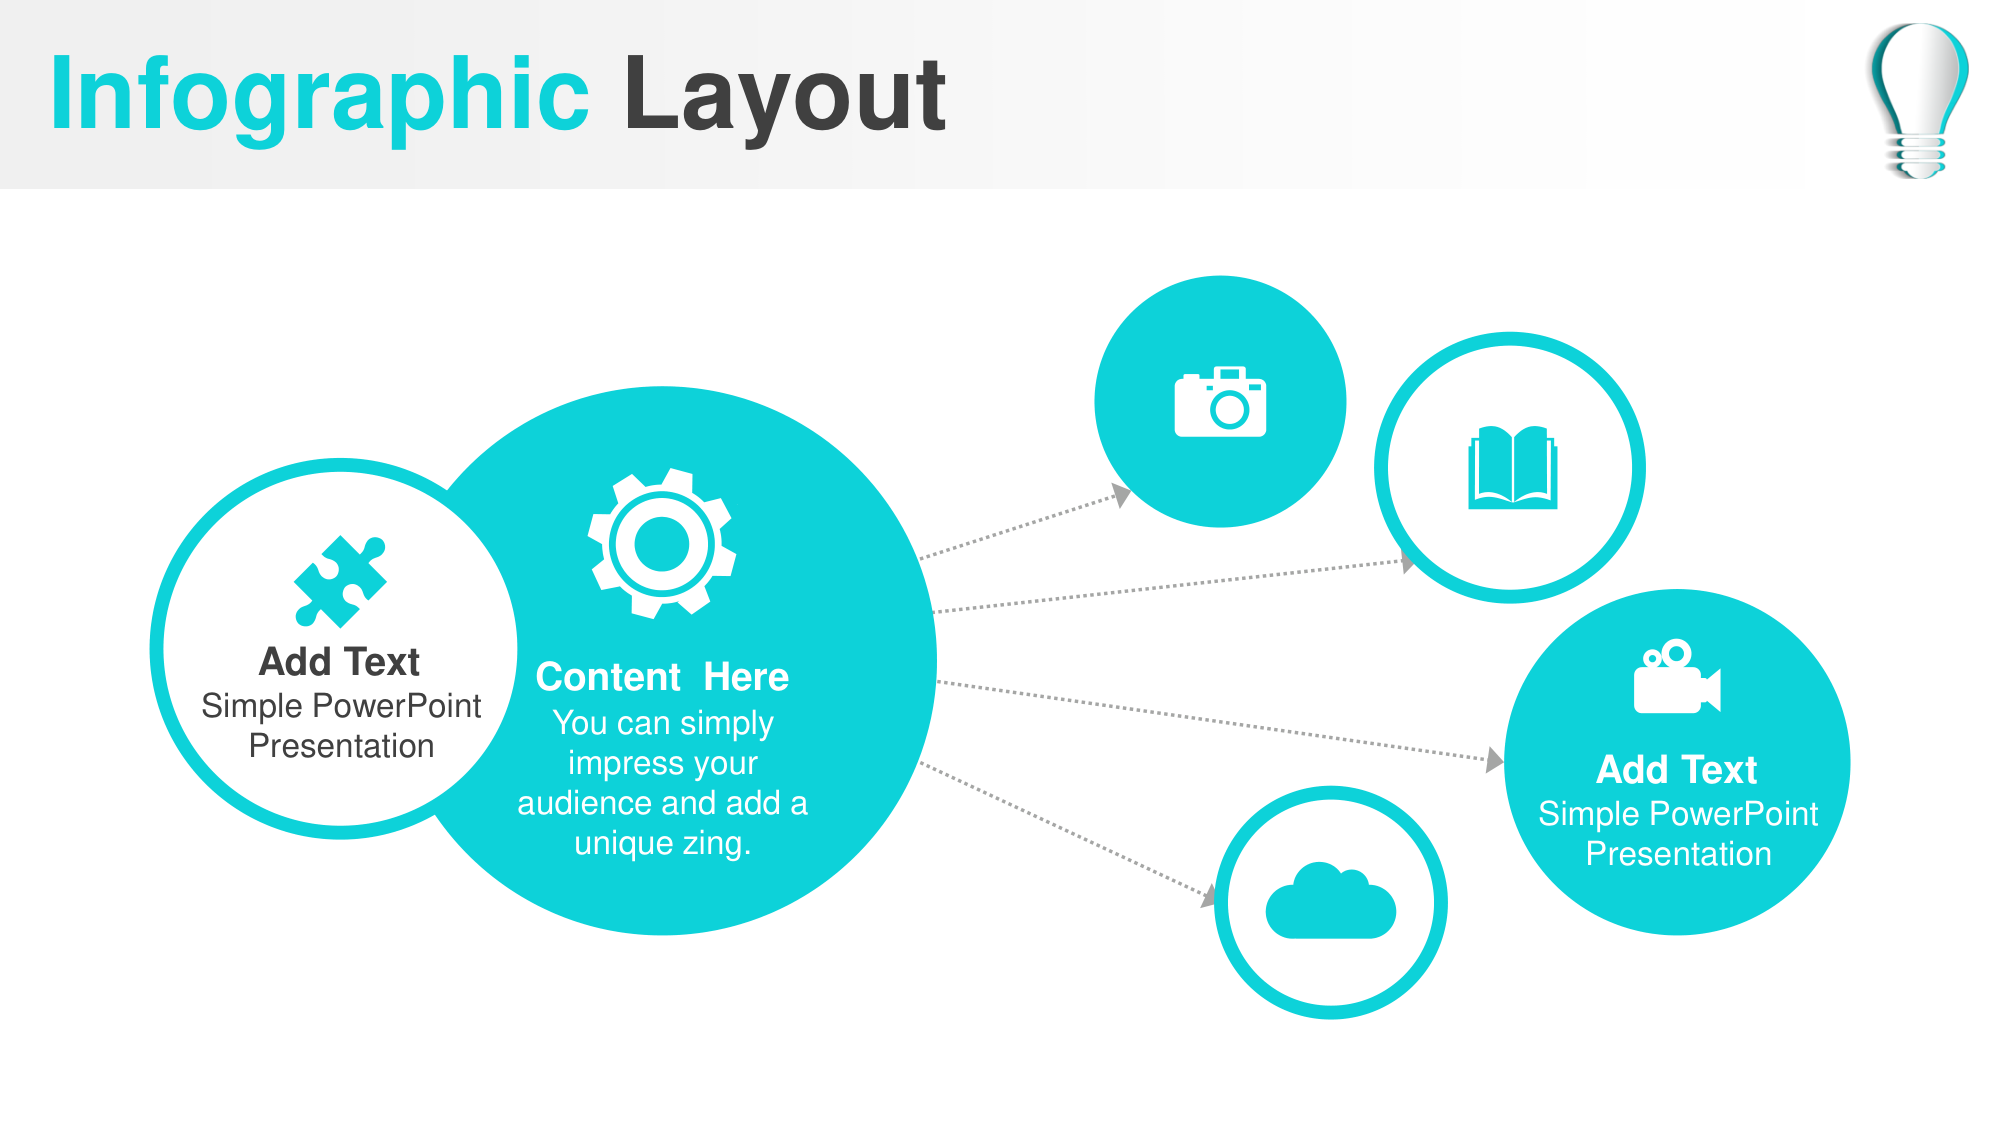 Infographic Layout
Add Text
Simple PowerPoint
Presentation
Content  Here
You can simply
impress your
audience and add a
unique zing.
Add Text
Simple PowerPoint
Presentation